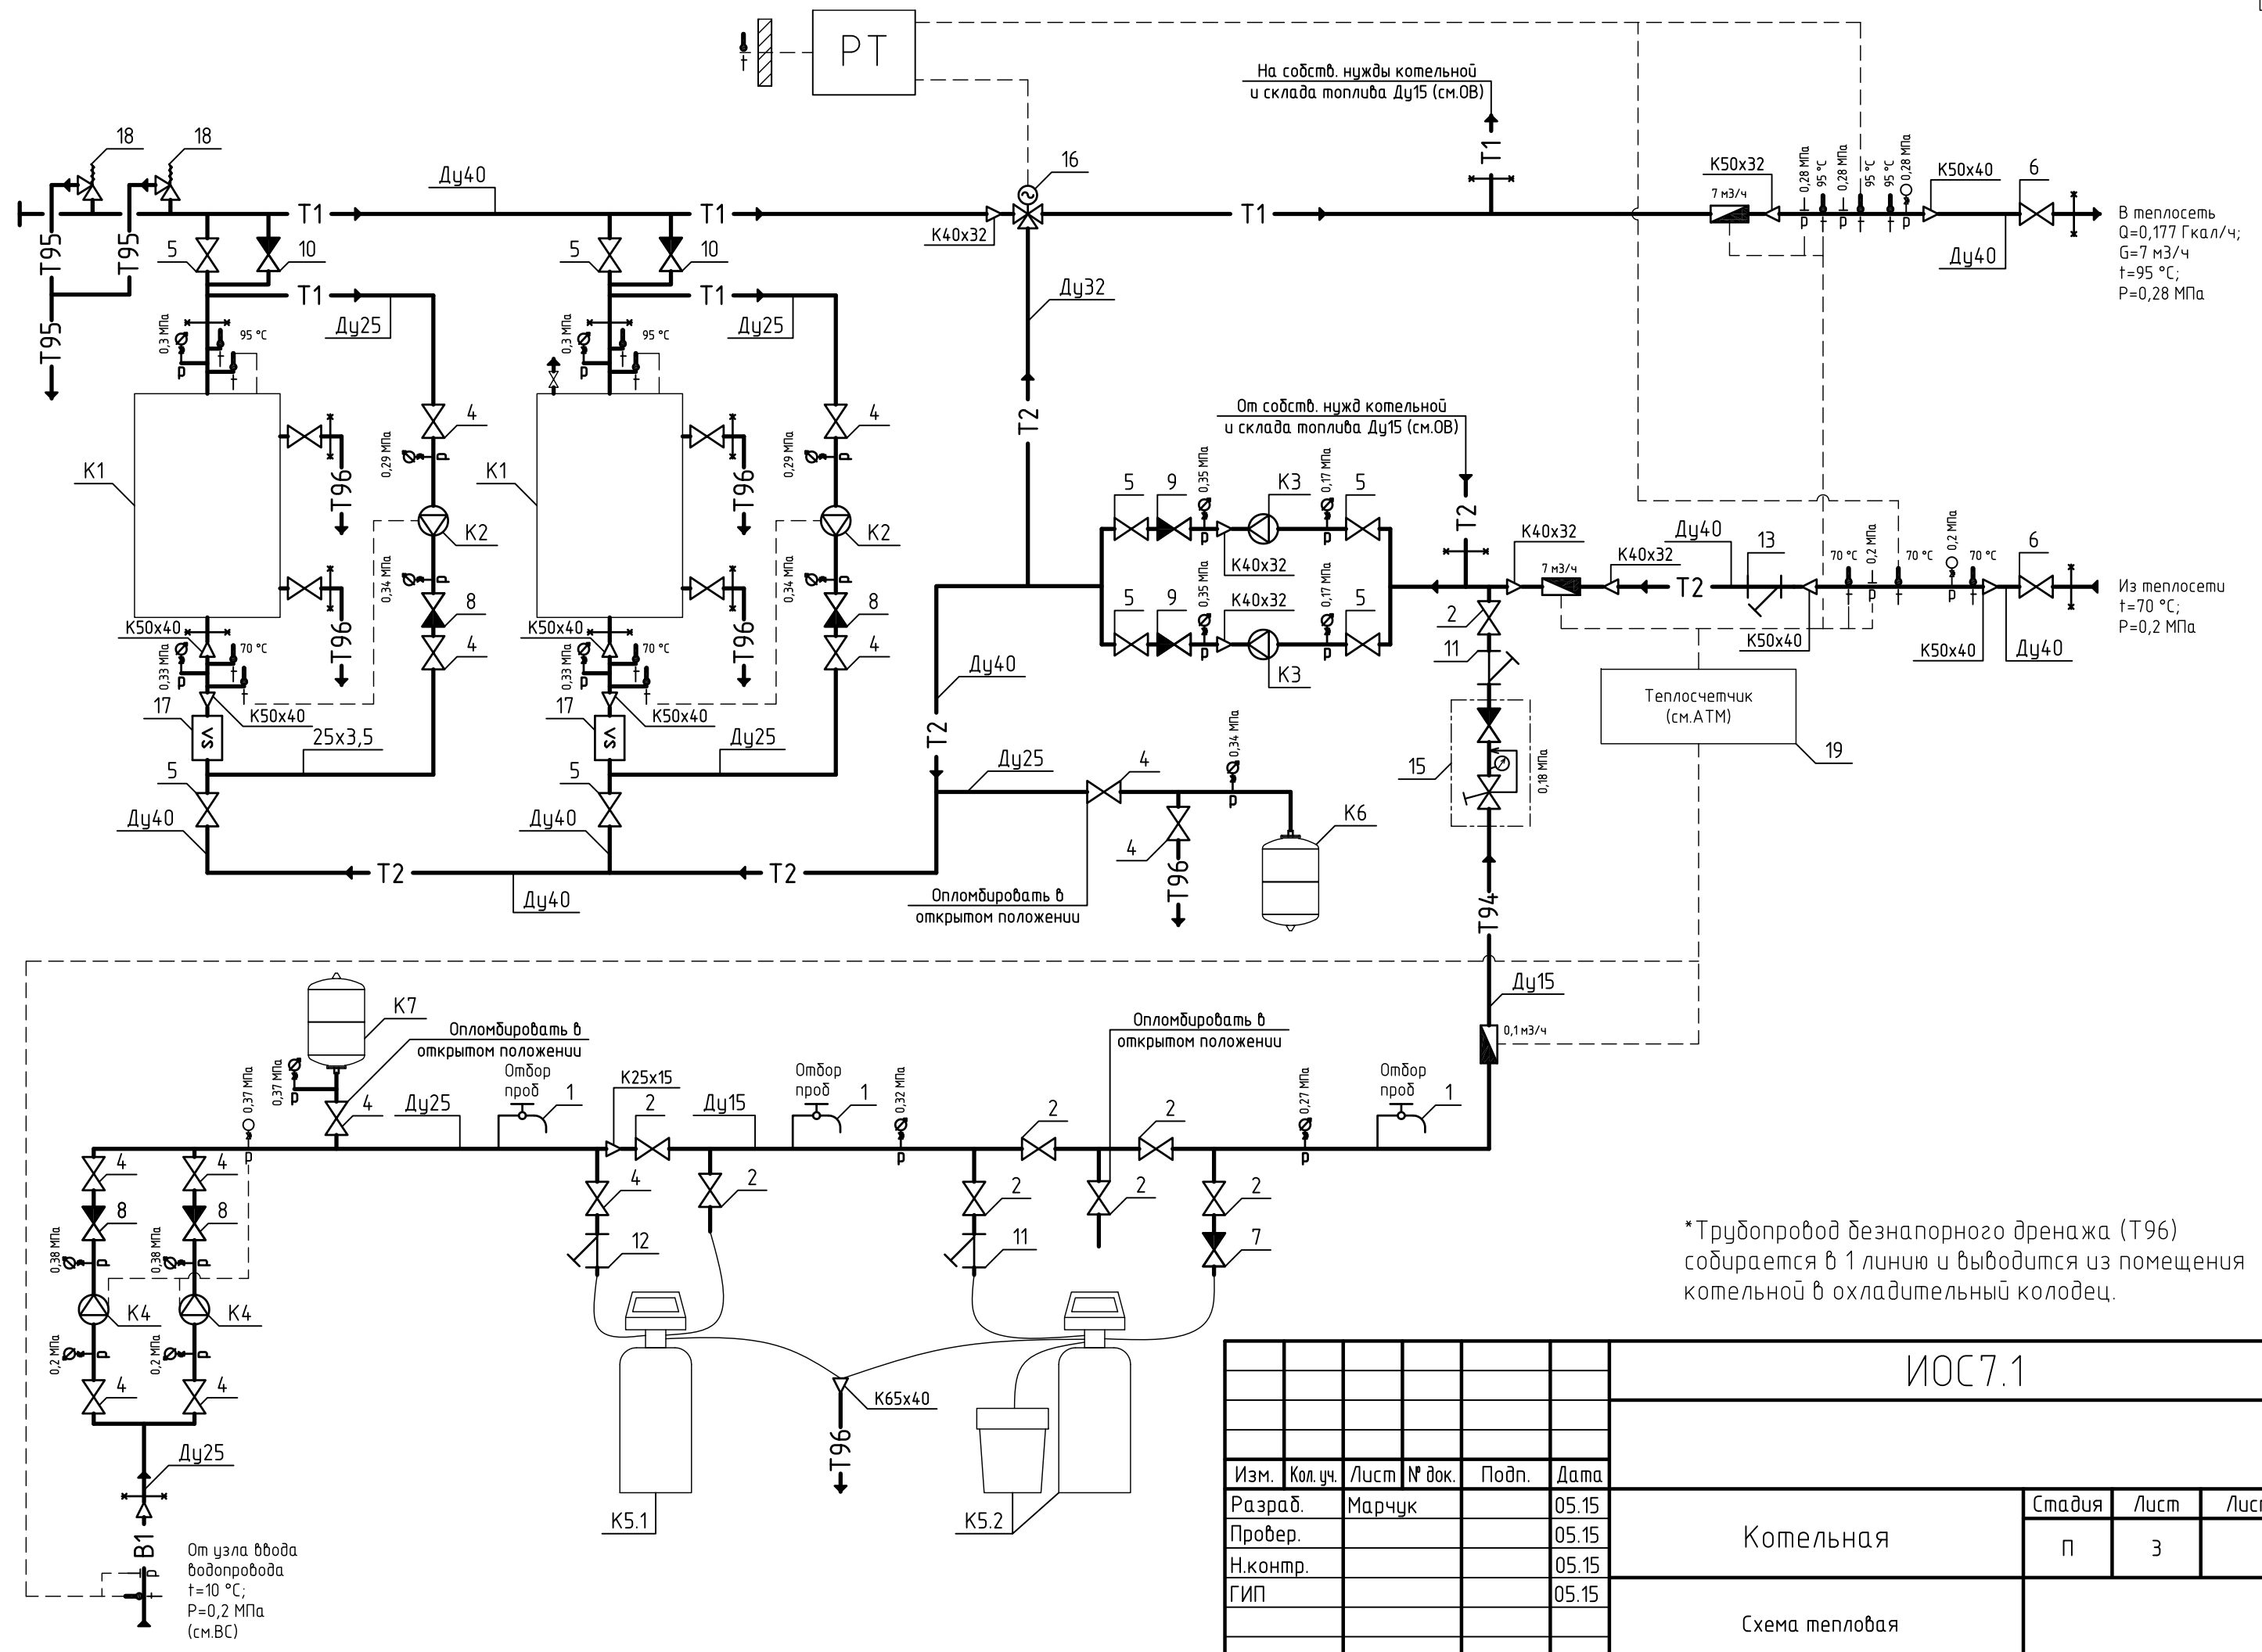 РТ
На собств. нужды котельной
и склада топлива Ду15 (см.ОВ)
18
18
Ду40
16
Т1
К50х32
7 м3/ч
0,28 МПа
95 °С
0,28 МПа
95 °С
95 °С
0,28 МПа
К50х40
6
Т1
Т1
Т1
К40х32
р
t
р
t
t
р
Ду40
В теплосеть
Q=0,177 Гкал/ч;
G=7 м3/ч
t=95 °С;
Р=0,28 МПа
Т95
Т95
Т95
5
10
5
10
Т1
Ду25
Т1
Ду25
Ду32
0,3 МПа
95 °С
р
t
t
0,3 МПа
95 °С
р
t
t
Т2
4
4
0,29 МПа
р
0,29 МПа
р
К1
Т96
К1
Т96
К2
К2
0,34 МПа
р
0,34 МПа
р
8
8
Т96
Т96
4
4
К50х40
0,33 МПа
70 °С
р
t
t
К50х40
0,33 МПа
70 °С
р
t
t
17
К50х40
17
К50х40
VS
VS
25х3,5
Ду25
5
5
Ду40
Ду40
Т2
Т2
Ду40
От собств. нужд котельной
и склада топлива Ду15 (см.ОВ)
Т2
5
9
0,35 МПа
К3
0,17 МПа
5
р
К40х32
р
5
9
0,35 МПа
К40х32
0,17 МПа
5
р
К3
р
К40х32
7 м3/ч
К40х32
Ду40
Т2
13
70 °С
0,2 МПа
70 °С
0,2 МПа
70 °С
6
t
р
t
р
t
К50х40
К50х40
Ду40
Из теплосети
t=70 °С;
Р=0,2 МПа
2
11
Ду40
Т2
Теплосчетчик
(см.АТМ)
19
15
0,18 МПа
Ду25
4
0,34 МПа
р
К6
4
Т96
Опломбировать в
открытом положении
Т94
Ду15
0,1 м3/ч
К7
Опломбировать в
открытом положении
0,37 МПа
р
0,37 МПа
р
4
Ду25
Отбор
проб
1
К25х15
2
Ду15
Отбор
проб
1
0,32 МПа
р
2
Опломбировать в
открытом положении
2
0,27 МПа
р
Отбор
проб
1
4
4
4
2
2
2
2
8
8
12
11
7
0,38 МПа
р
0,38 МПа
р
К4
К4
0,2 МПа
р
0,2 МПа
р
4
4
К65х40
Т96
Ду25
К5.1
К5.2
В1
р
t
От узла ввода
водопровода
t=10 °С;
Р=0,2 МПа
(см.ВС)
*Трубопровод безнапорного дренажа (Т96)
собирается в 1 линию и выводится из помещения
котельной в охладительный колодец.
ИОС7.1
Изм. Кол. уч. Лист № док. Подп. Дата
Разраб. Марчук 05.15
Провер. 05.15
Н.контр. 05.15
ГИП 05.15
Котельная
Стадия Лист
П 3
Схема тепловая